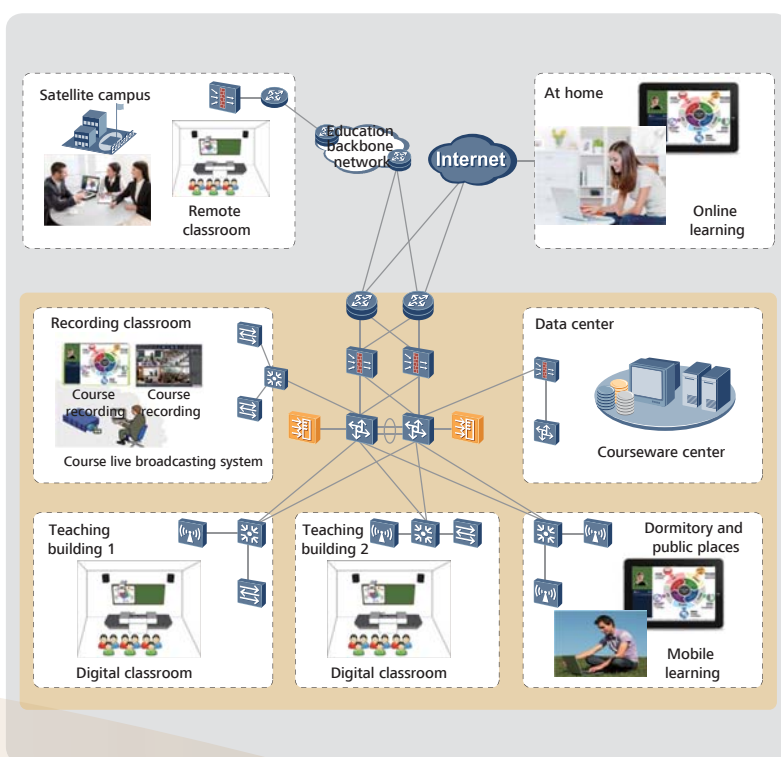 Satellite campus
Remote
classroom
Education
backbone
network
Internet
At home
Online
learning
Recording classroom
Course
recording
Course
recording
Course live broadcasting system
Data center
Courseware center
Teaching
building 1
Digital classroom
Teaching
building 2
Digital classroom
Dormitory and
public places
Mobile
learning